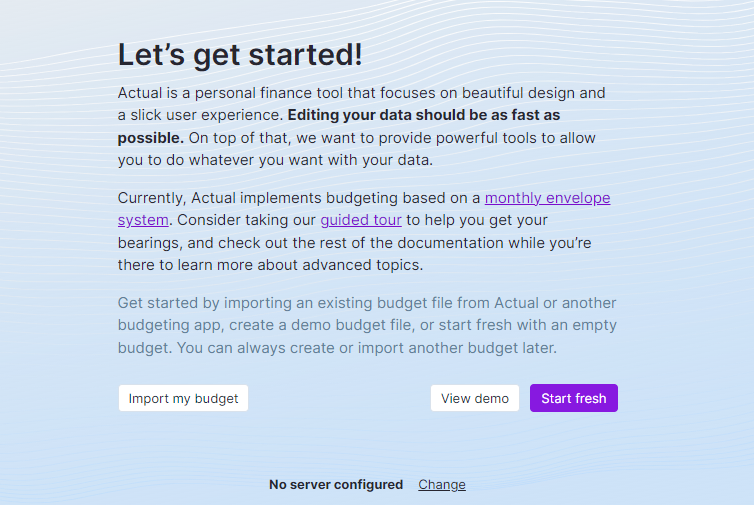 Let’s get started!
Actual is a personal finance tool that focuses on beautiful design and
a slick user experience. Editing your data should be as fast as
possible. On top of that, we want to provide powerful tools to allow
you to do whatever you want with your data.
Currently, Actual implements budgeting based on a monthly envelope
system. Consider taking our guided tour to help you get your
bearings, and check out the rest of the documentation while you’re
there to learn more about advanced topics.
Get started by importing an existing budget file from Actual or another
budgeting app, create a demo budget file, or start fresh with an empty
budget. You can always create or import another budget later.
Import my budget View demo Start fresh
No server configured Change